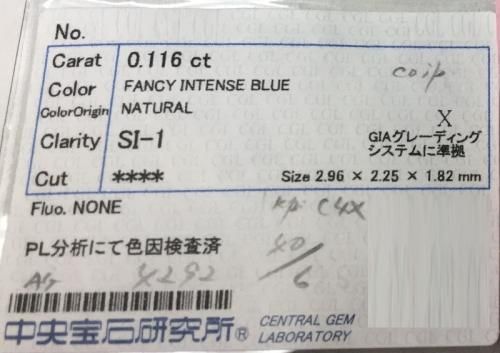 No.
Carat 0.116 ct
Color FANCY INTENSE BLUE
ColorOrigin NATURAL
Clarity SI-1
X
GIAグレーディング
システムに準拠
Cut ****
Size 2.96 × 2.25 × 1.82 mm
Fluo. NONE
PL分析にて色因検査済
4292
40/6
中央宝石研究所®
CENTRAL GEM
LABORATORY